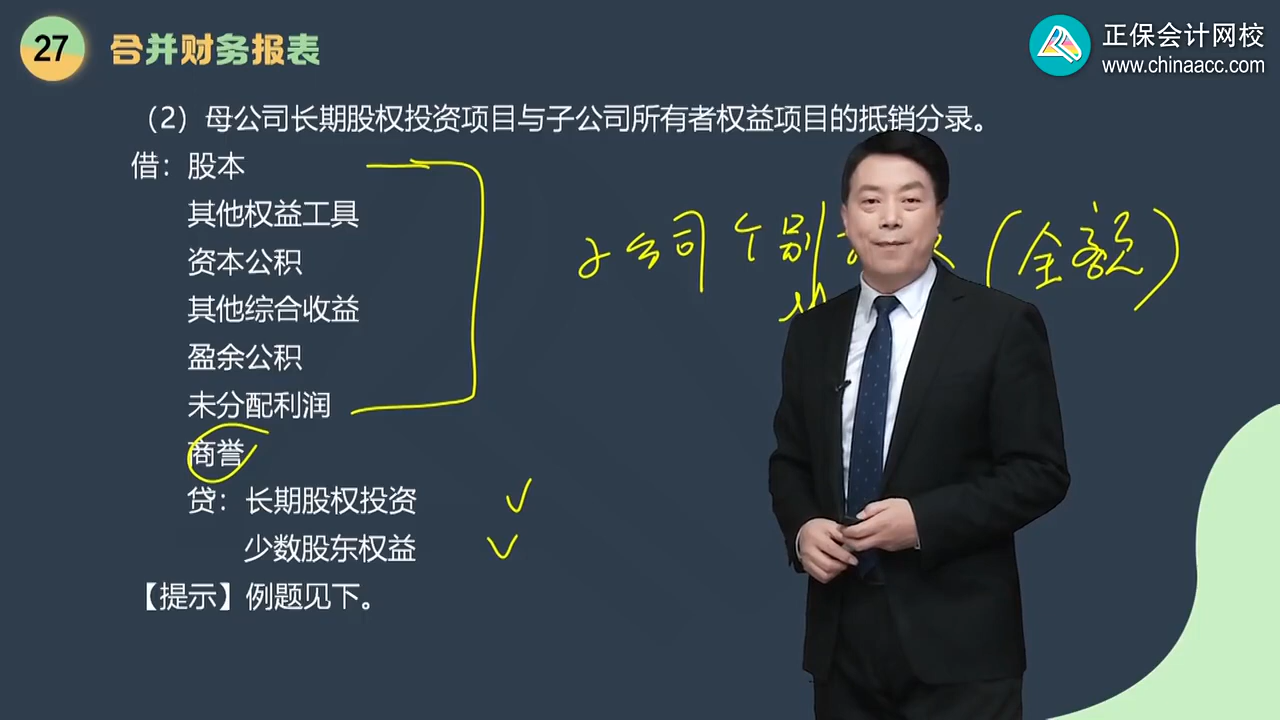 27
合并财务报表
正保会计网校
www.chinaacc.com
(2)母公司长期股权投资项目与子公司所有者权益项目的抵销分录。
借：股本
其他权益工具
资本公积
其他综合收益
盈余公积
未分配利润
商誉
贷：长期股权投资
少数股东权益
【提示】例题见下。
子公司个别
(全额)